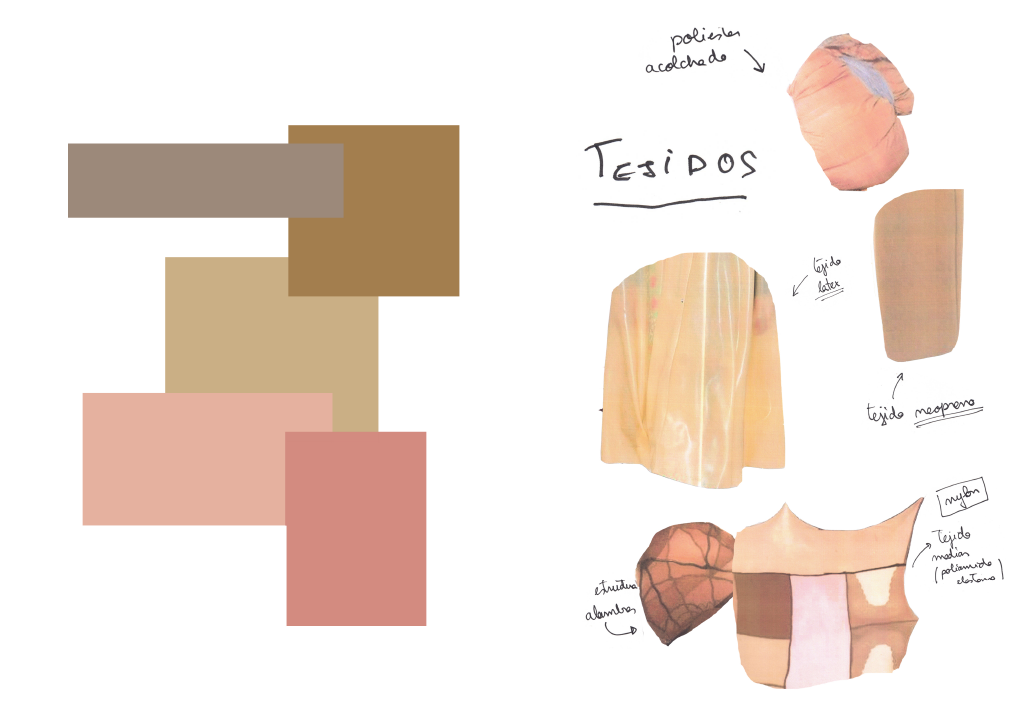 poliester
acolchado
TEJIDOS
tejido
latex
tejido neopreno
nylon
Tejido
medias
(poliamida
elastano)
estructura
alambres